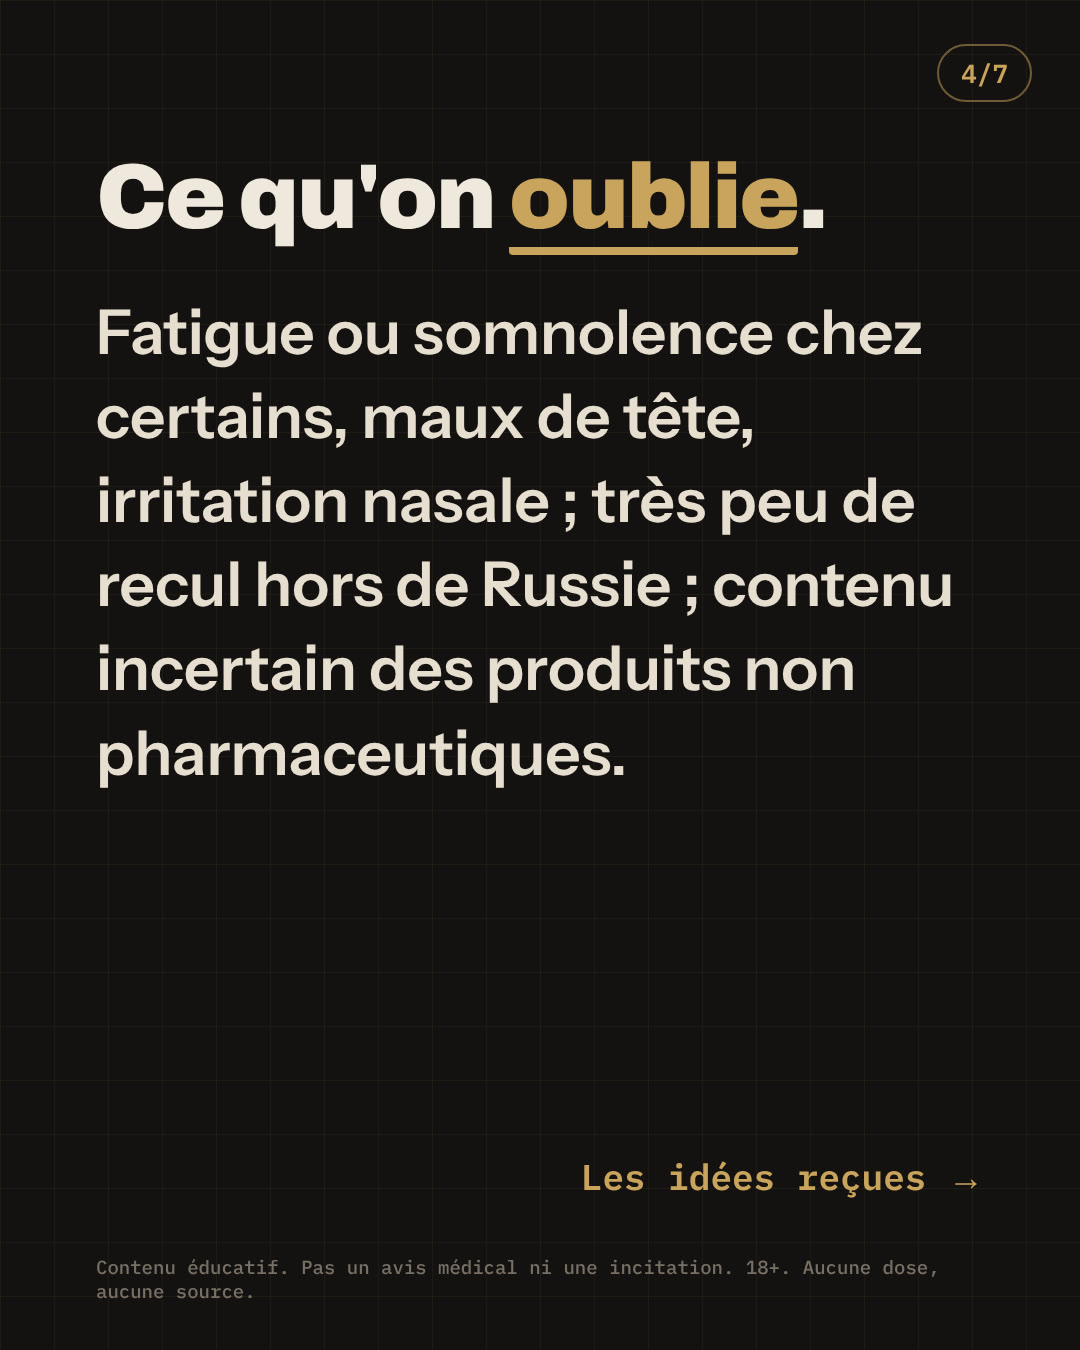 4/7
Ce qu'on oublie.
Fatigue ou somnolence chez
certains, maux de tête,
irritation nasale ; très peu de
recul hors de Russie ; contenu
incertain des produits non
pharmaceutiques.
Les idées reçues →
Contenu éducatif. Pas un avis médical ni une incitation. 18+. Aucune dose,
aucune source.